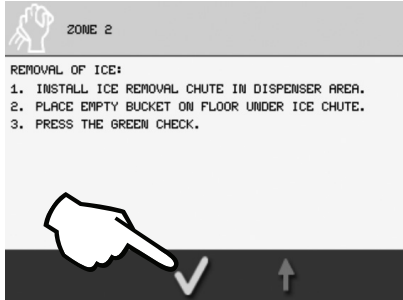 ZONE 2
REMOVAL OF ICE:
1. INSTALL ICE REMOVAL CHUTE IN DISPENSER AREA.
2. PLACE EMPTY BUCKET ON FLOOR UNDER ICE CHUTE.
3. PRESS THE GREEN CHECK.